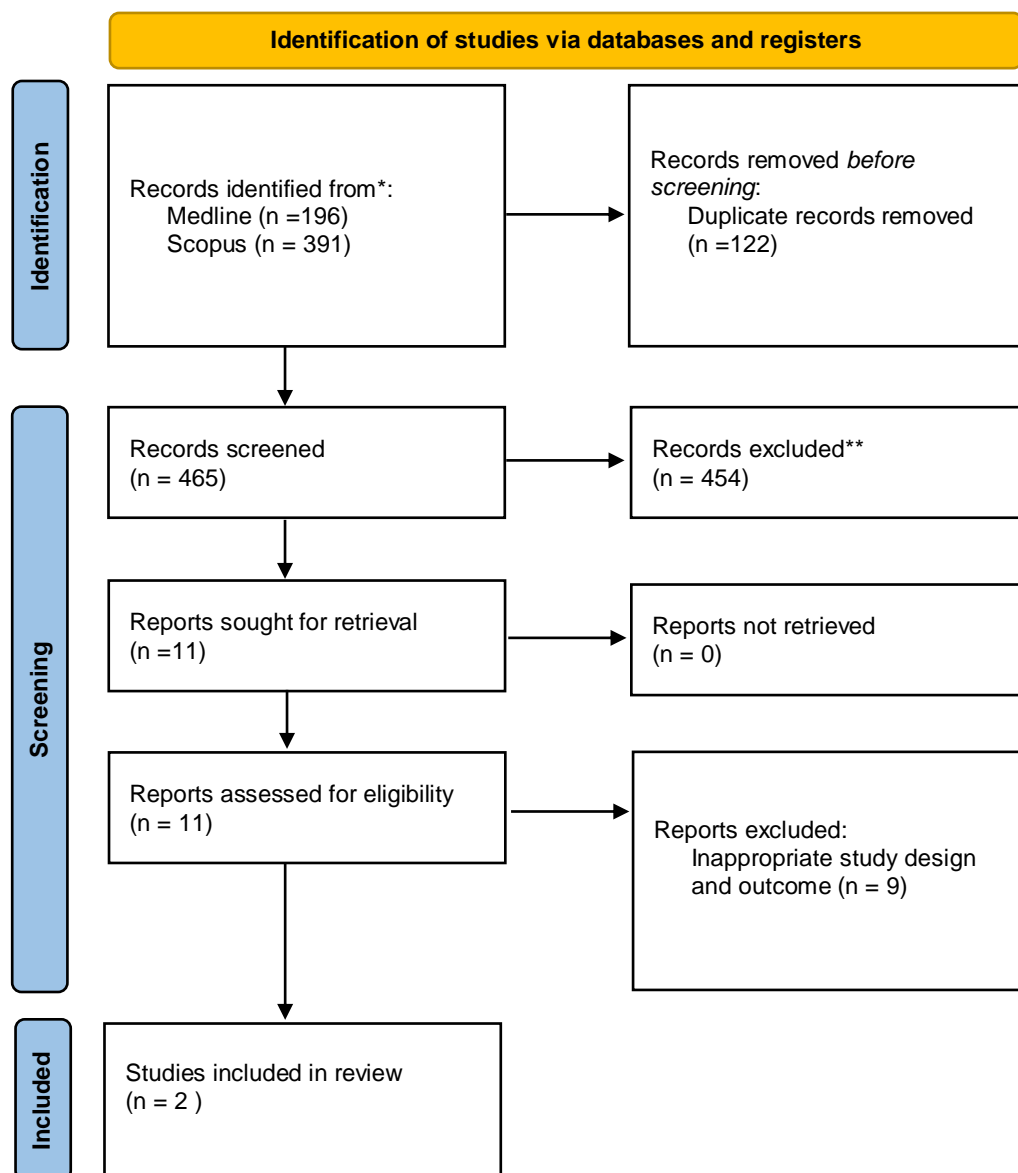 Identification of studies via databases and registers
Identification
Records identified from*:
Medline (n =196)
Scopus (n = 391)
Records removed before
screening:
Duplicate records removed
(n =122)
Screening
Records screened
(n = 465)
Records excluded**
(n = 454)
Reports sought for retrieval
(n =11)
Reports not retrieved
(n = 0)
Reports assessed for eligibility
(n = 11)
Reports excluded:
Inappropriate study design
and outcome (n = 9)
Included
Studies included in review
(n = 2 )